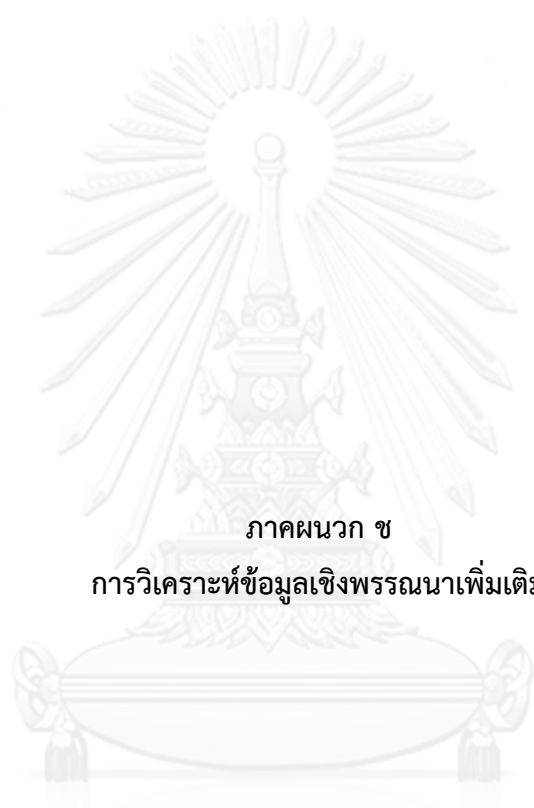 ภาคผนวก ช
การวิเคราะห์ข้อมูลเชิงพรรณนาเพิ่มเติม